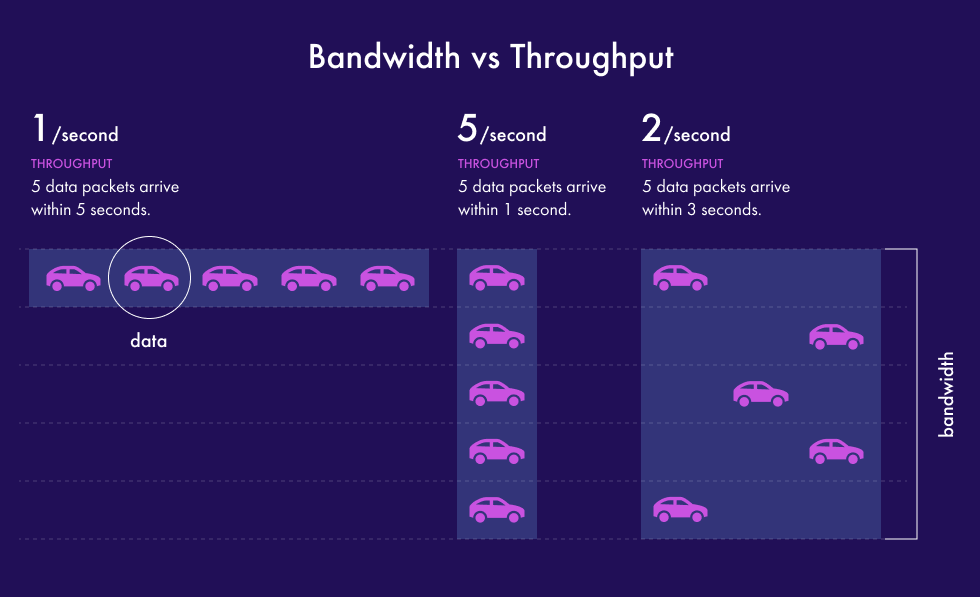 Bandwidth vs Throughput
1/second
THROUGHPUT
5 data packets arrive
within 5 seconds.
5/second
THROUGHPUT
5 data packets arrive
within 1 second.
2/second
THROUGHPUT
5 data packets arrive
within 3 seconds.
data
bandwidth